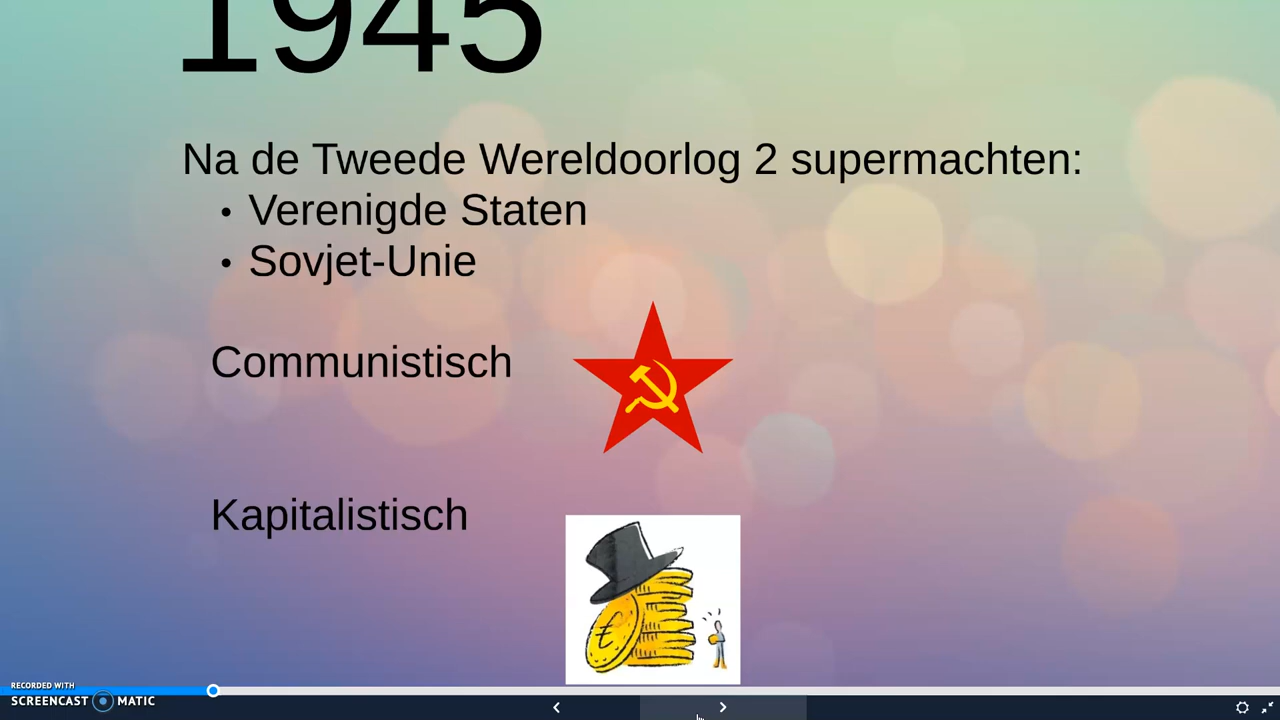 1945
Na de Tweede Wereldoorlog 2 supermachten:
• Verenigde Staten
• Sovjet-Unie
Communistisch
Kapitalistisch
RECORDED WITH
SCREENCAST MATIC